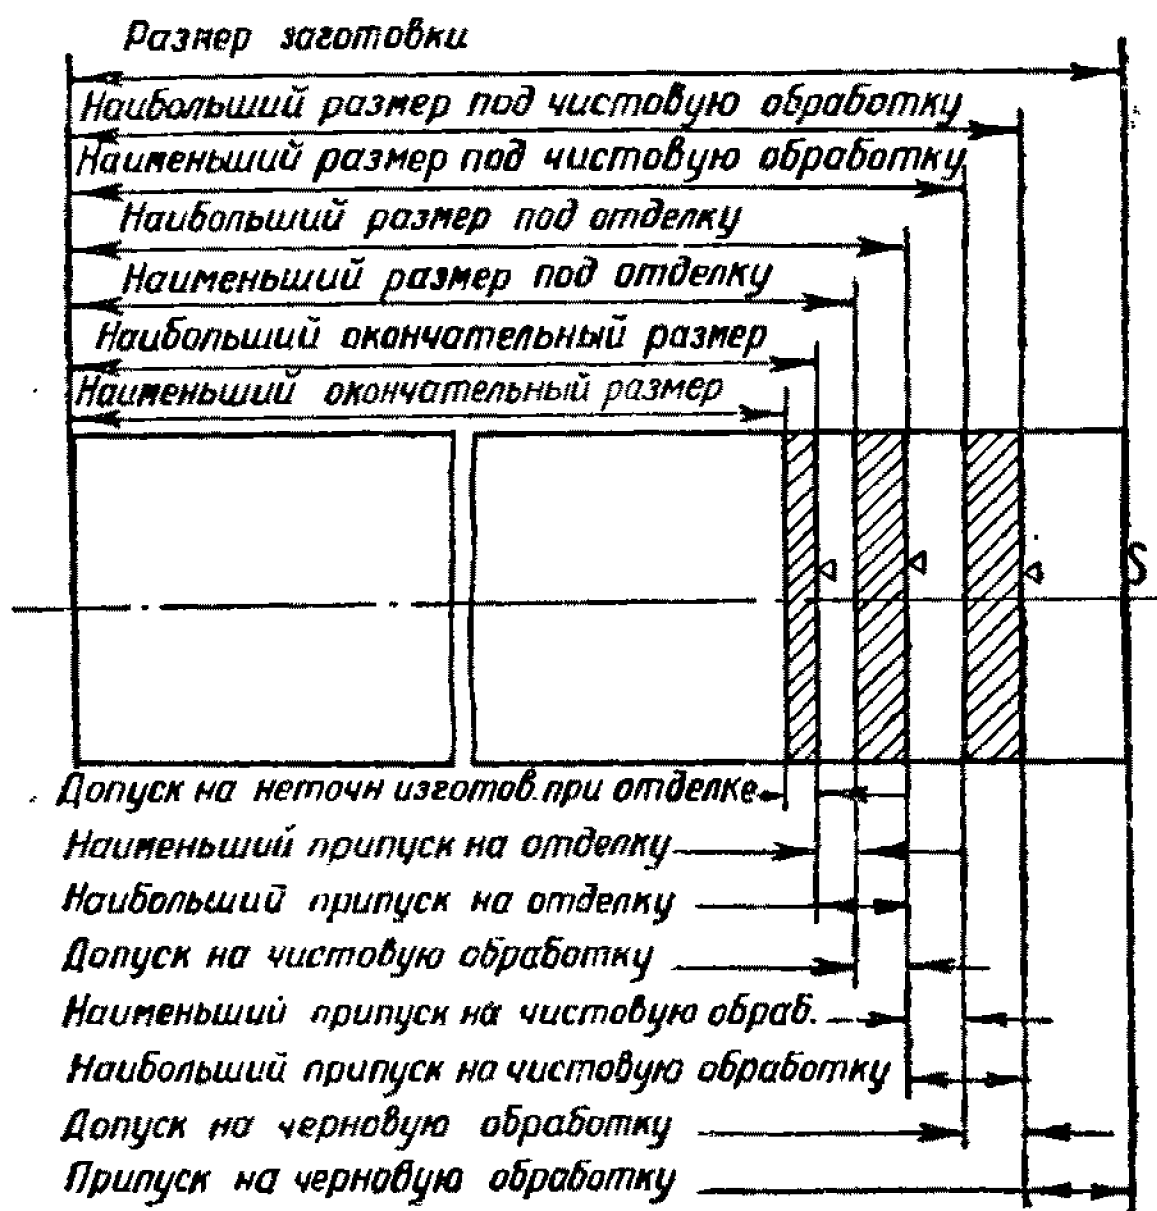 Размер заготовки
Наибольший размер под чистовую обработку
Наименьший размер под чистовую обработку
Наибольший размер под отделку
Наименьший размер под отделку
Наибольший окончательный размер
Наименьший окончательный размер
S
Допуск на неточн изготов. при отделке
Наименьший припуск на отделку
Наибольший припуск на отделку
Допуск на чистовую обработку
Наименьший припуск на чистовую обраб.
Наибольший припуск на чистовую обработку
Допуск на черновую обработку
Припуск на черновую обработку